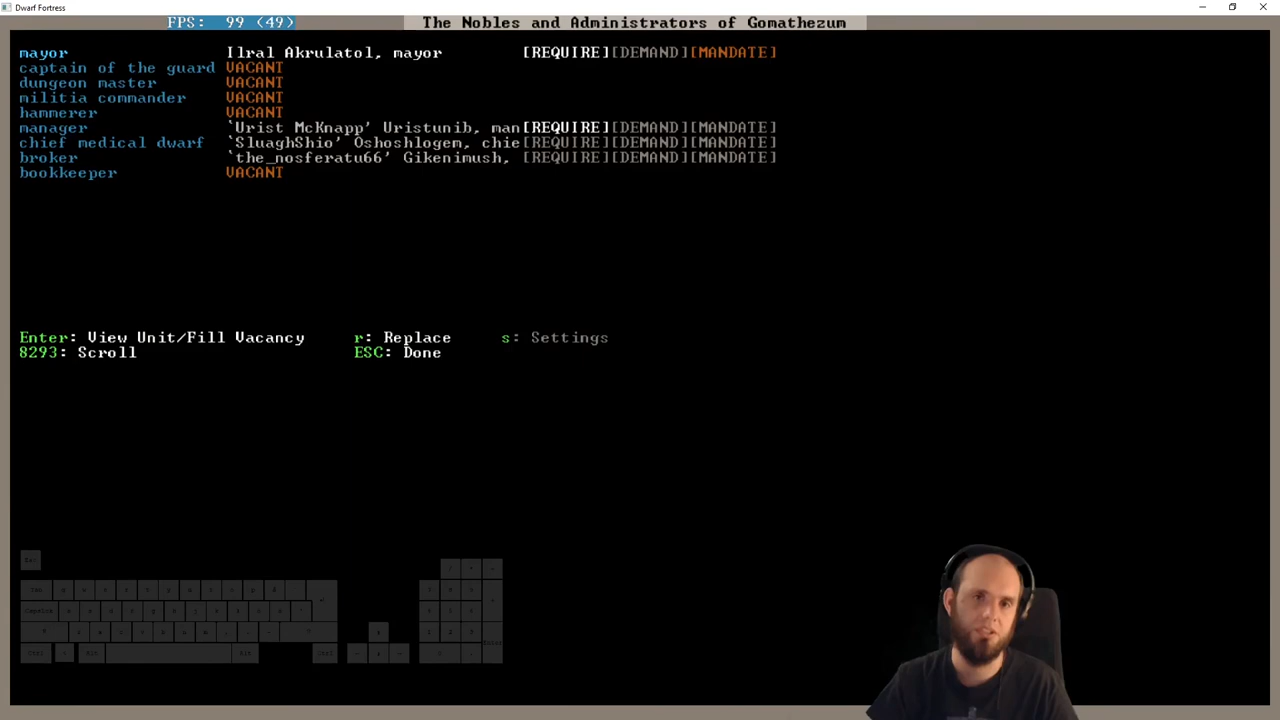 Dwarf Fortress
FPS: 99 (49)
The Nobles and Administrators of Gomathezum
mayor Ilral Akrulatol, mayor [REQUIRE][DEMAND][MANDATE]
captain of the guard VACANT
dungeon master VACANT
militia commander VACANT
hammerer VACANT
manager `Urist McKnapp' Uristunib, man[REQUIRE][DEMAND][MANDATE]
chief medical dwarf `SluaghShio' Oshoshlogem, chie[REQUIRE][DEMAND][MANDATE]
broker `the_nosferatu66' Gikenimush, [REQUIRE][DEMAND][MANDATE]
bookkeeper VACANT
Enter: View Unit/Fill Vacancy r: Replace s: Settings
8293: Scroll ESC: Done